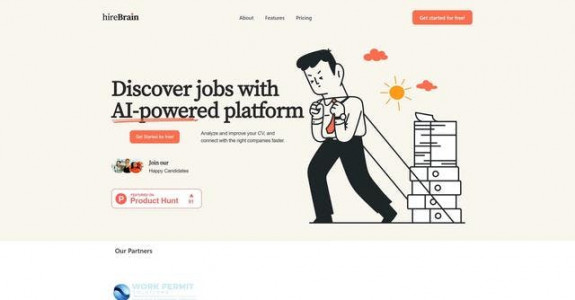 hireBrain
About Features Pricing
Get started for free!
Discover jobs with
AI-powered platform
Get Started for free!
Analyze and improve your CV, and
connect with the right companies faster.
Join our
Happy Candidates
FEATURED ON
Product Hunt
Our Partners
WORK PERMIT